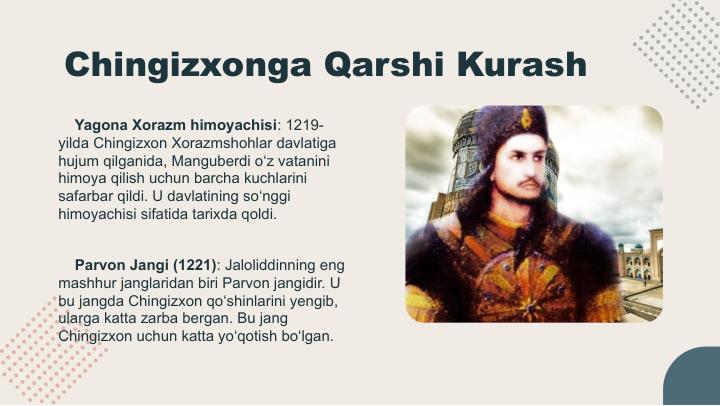 Chingizxonga Qarshi Kurash
Yagona Xorazm himoyachisi: 1219-
yilda Chingizxon Xorazmshohlar davlatiga
hujum qilganida, Manguberdi o‘z vatanini
himoya qilish uchun barcha kuchlarini
safarbar qildi. U davlatining so‘nggi
himoyachisi sifatida tarixda qoldi.
Parvon Jangi (1221): Jaloliddinning eng
mashhur janglaridan biri Parvon jangidir. U
bu jangda Chingizxon qo‘shinlarini yengib,
ularga katta zarba bergan. Bu jang
Chingizxon uchun katta yo‘qotish bo‘lgan.